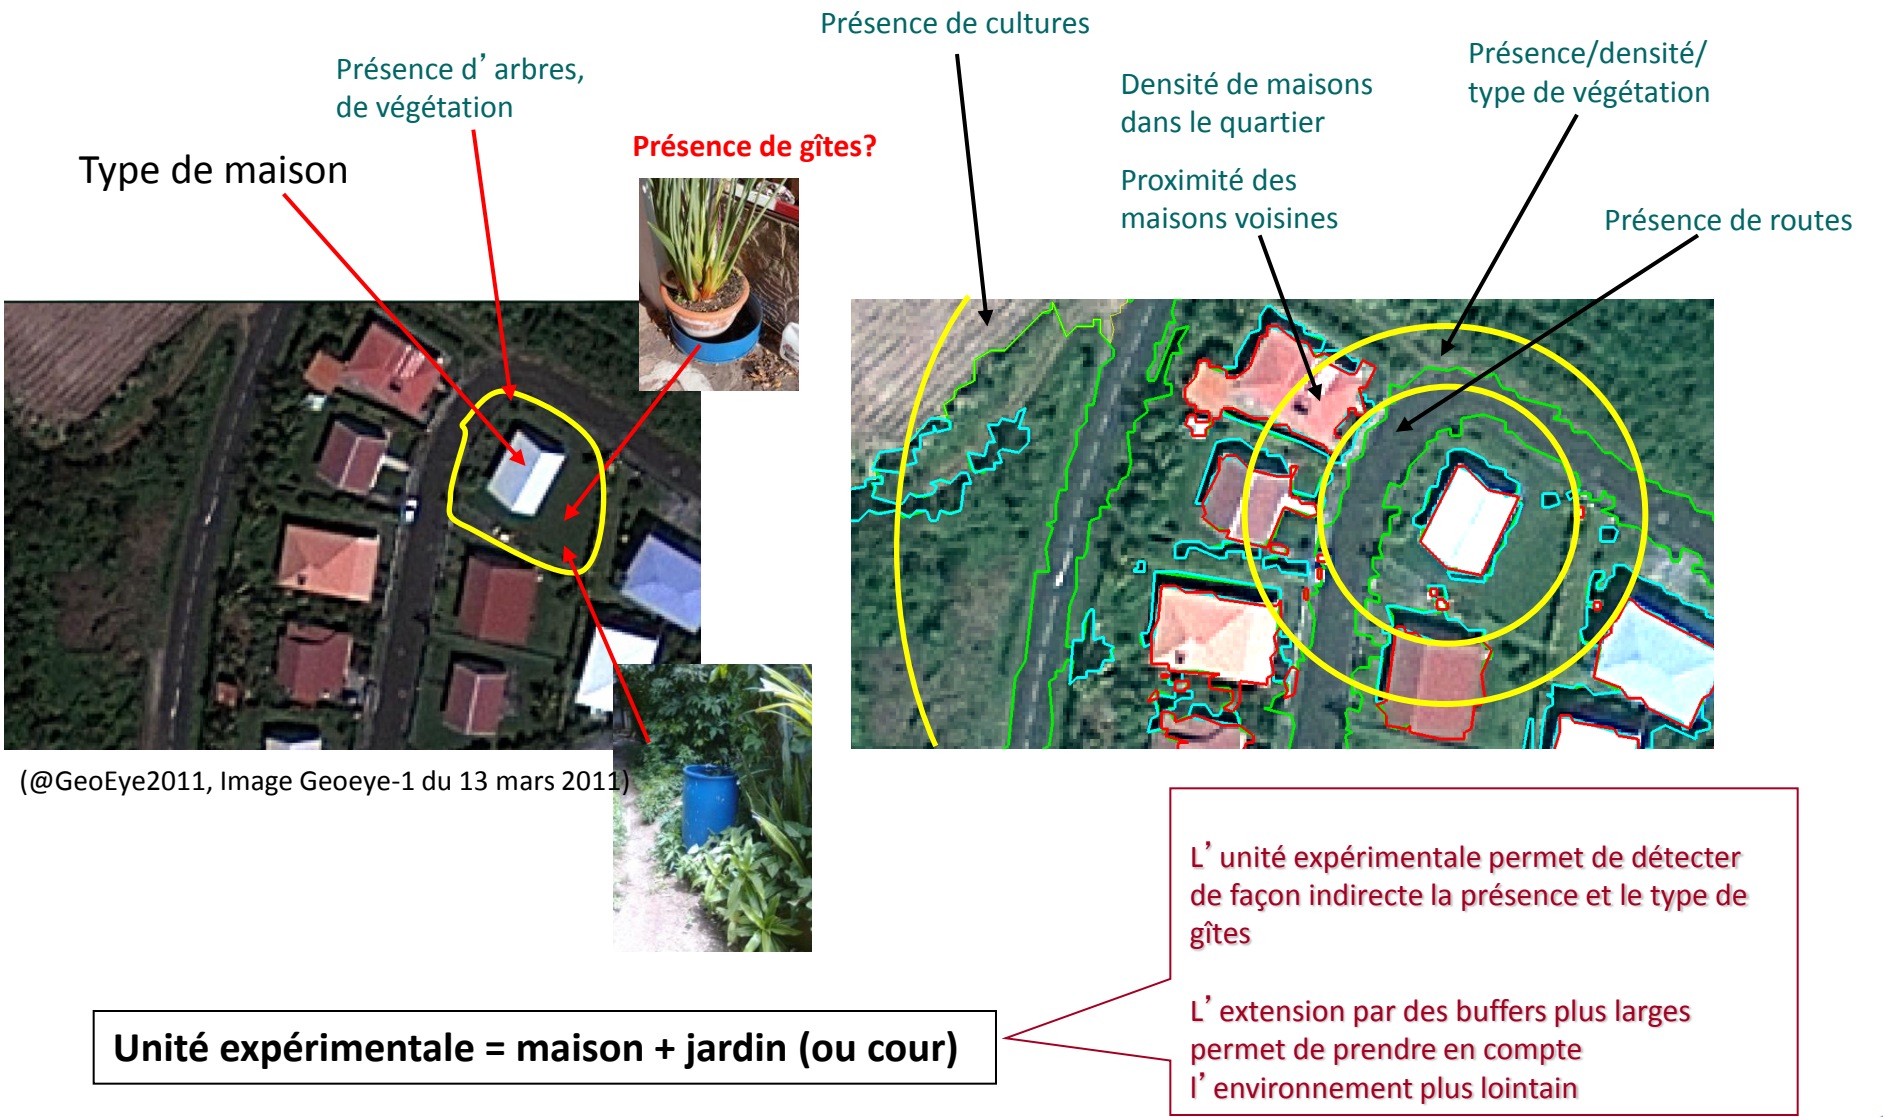 Présence de cultures
Présence d’arbres,
de végétation
Présence/densité/
type de végétation
Densité de maisons
dans le quartier
Présence de gîtes?
Type de maison
Proximité des
maisons voisines
Présence de routes
(@GeoEye2011, Image Geoeye-1 du 13 mars 2011)
L’unité expérimentale permet de détecter
de façon indirecte la présence et le type de
gîtes
L’extension par des buffers plus larges
permet de prendre en compte
l’environnement plus lointain
Unité expérimentale = maison + jardin (ou cour)